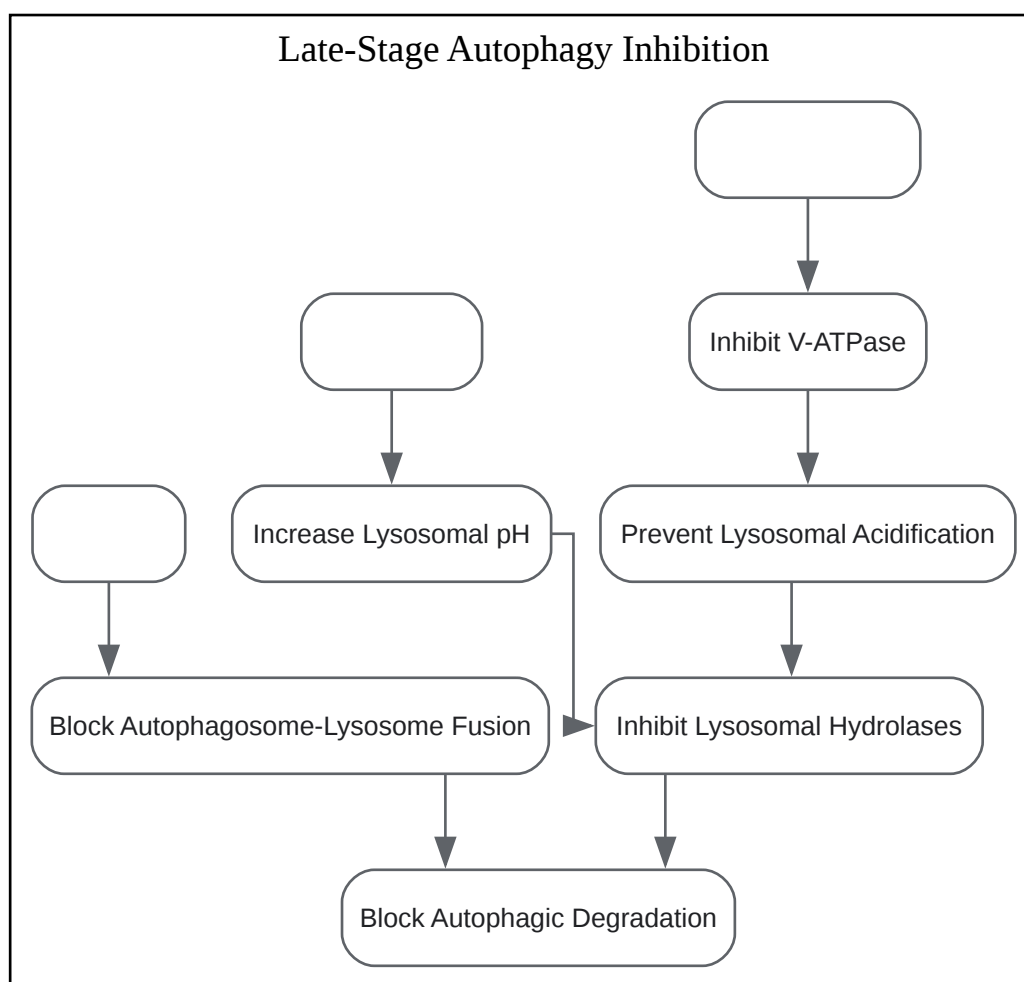 Late-Stage Autophagy Inhibition
Inhibit V-ATPase
Increase Lysosomal pH
Prevent Lysosomal Acidification
Block Autophagosome-Lysosome Fusion
Inhibit Lysosomal Hydrolases
Block Autophagic Degradation